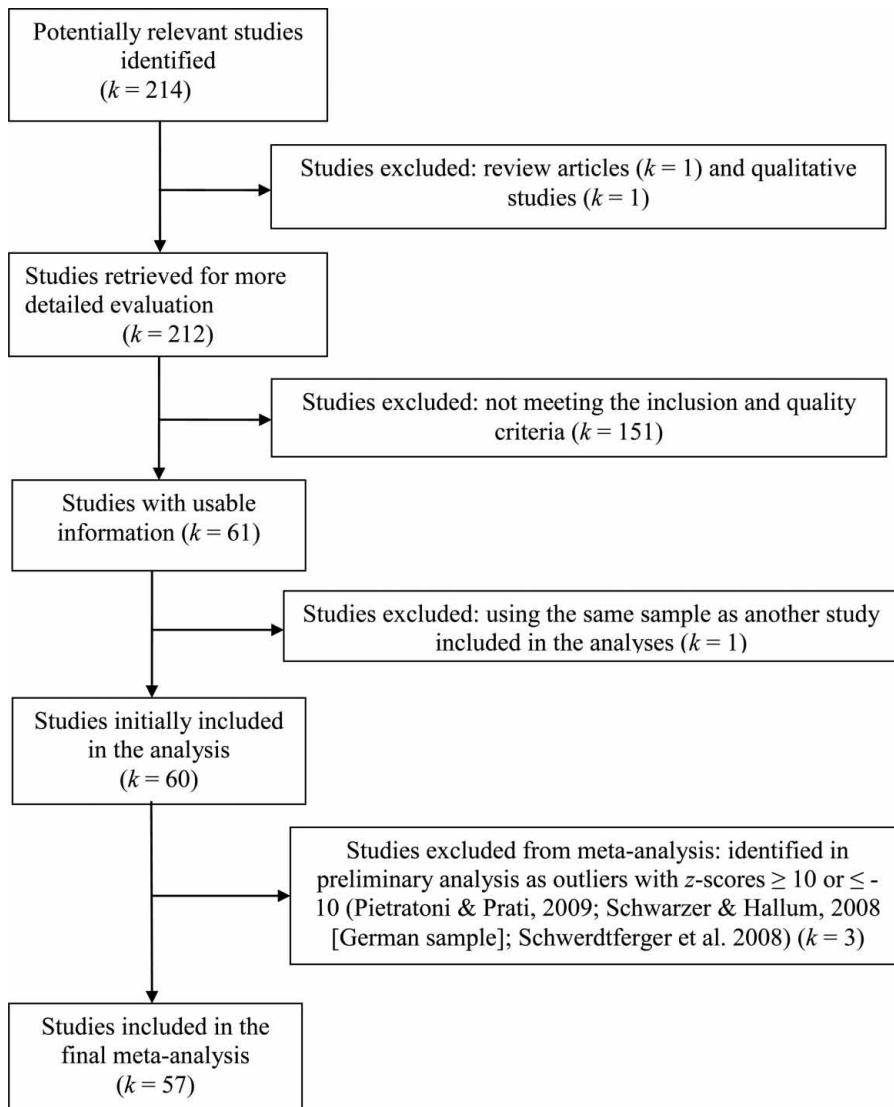 Potentially relevant studies
identified
(k = 214)
Studies excluded: review articles (k = 1) and qualitative
studies (k = 1)
Studies retrieved for more
detailed evaluation
(k = 212)
Studies excluded: not meeting the inclusion and quality
criteria (k = 151)
Studies with usable
information (k = 61)
Studies excluded: using the same sample as another study
included in the analyses (k = 1)
Studies initially included
in the analysis
(k = 60)
Studies excluded from meta-analysis: identified in
preliminary analysis as outliers with z-scores ≥ 10 or ≤ -
10 (Pietratoni & Prati, 2009; Schwarzer & Hallum, 2008
[German sample]; Schwerdtferger et al. 2008) (k = 3)
Studies included in the
final meta-analysis
(k = 57)